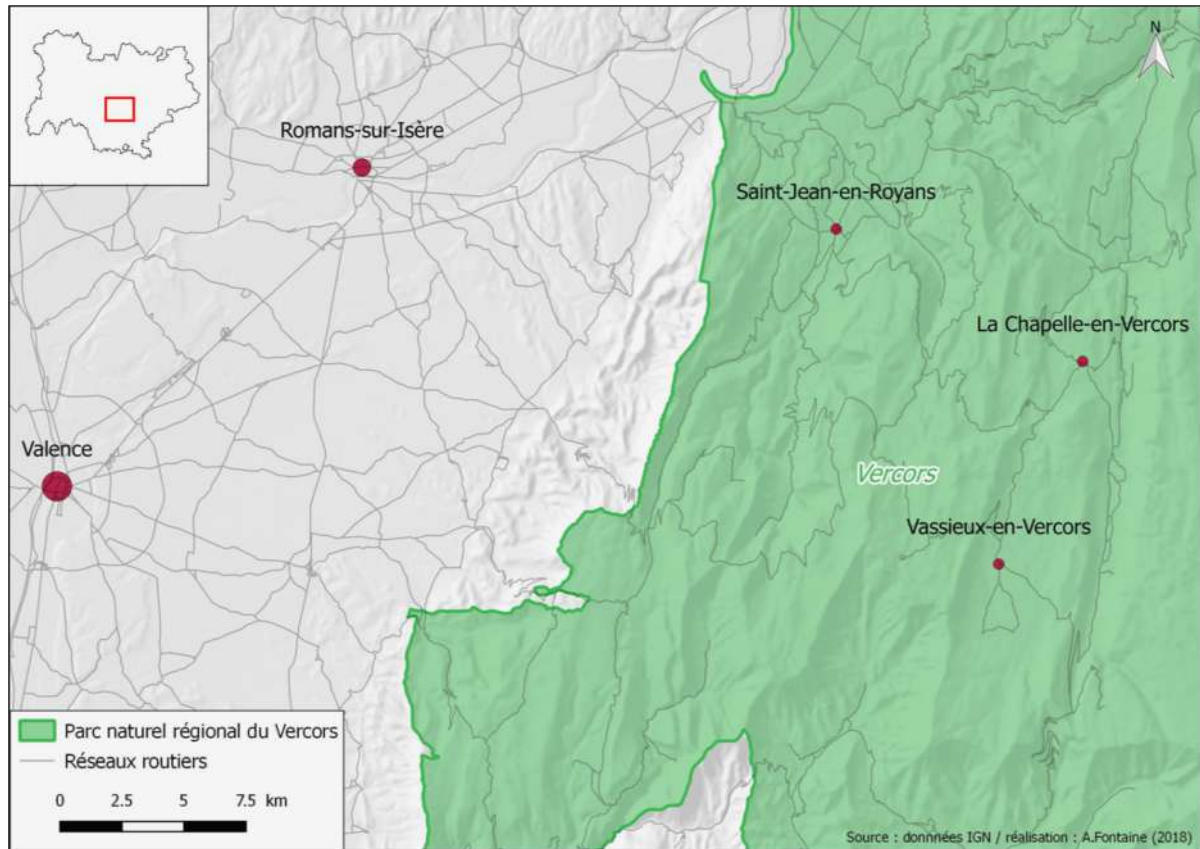 N
Romans-sur-Isère
Saint-Jean-en-Royans
La Chapelle-en-Vercors
Valence
Vercors
Vassieux-en-Vercors
Parc naturel régional du Vercors
Réseaux routiers
0 2.5 5 7.5 km
Source : donnnées IGN / réalisation : A.Fontaine (2018)